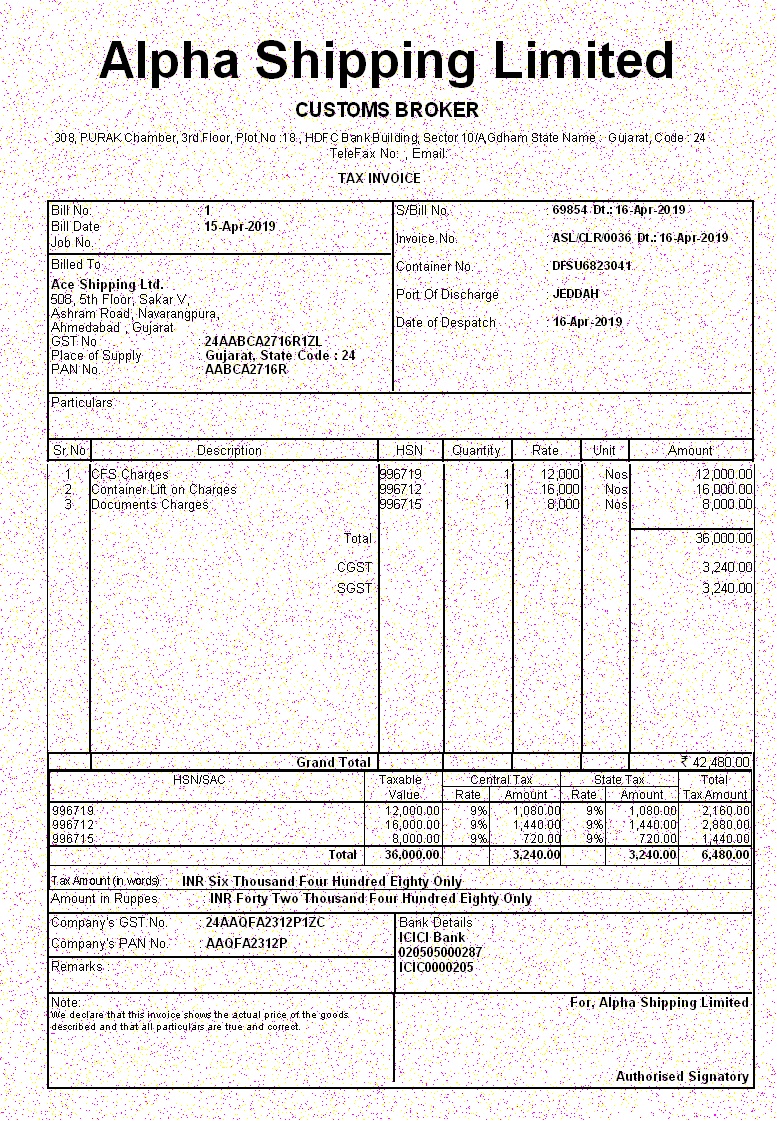 Alpha Shipping Limited
CUSTOMS BROKER
308, PURAK Chamber, 3rd Floor, Plot No :18 , HDFC Bank Building, Sector 10/A,Gdham State Name : Gujarat, Code : 24
TeleFax No: , Email:
TAX INVOICE
Bill No. : 1
Bill Date : 15-Apr-2019
Job No. :
S/Bill No. : 69854 Dt.: 16-Apr-2019
Invoice No. : ASL/CLR/0036 Dt.: 16-Apr-2019
Container No. : DFSU6823041
Port Of Discharge : JEDDAH
Date of Despatch : 16-Apr-2019
Billed To
Ace Shipping Ltd.
508, 5th Floor, Sakar V,
Ashram Road, Navarangpura,
Ahmedabad , Gujarat
GST No : 24AABCA2716R1ZL
Place of Supply : Gujarat, State Code : 24
PAN No. : AABCA2716R
Particulars
Sr.No Description HSN Quantity Rate Unit Amount
1 CFS Charges 996719 1 12,000 Nos 12,000.00
2 Container Lift on Charges 996712 1 16,000 Nos 16,000.00
3 Documents Charges 996715 1 8,000 Nos 8,000.00
Total 36,000.00
CGST 3,240.00
SGST 3,240.00
Grand Total ₹ 42,480.00
HSN/SAC Taxable Value Central Tax State Tax Total Tax Amount
Rate Amount Rate Amount
996719 12,000.00 9% 1,080.00 9% 1,080.00 2,160.00
996712 16,000.00 9% 1,440.00 9% 1,440.00 2,880.00
996715 8,000.00 9% 720.00 9% 720.00 1,440.00
Total 36,000.00 3,240.00 3,240.00 6,480.00
Tax Amount (in words) : INR Six Thousand Four Hundred Eighty Only
Amount in Ruppes : INR Forty Two Thousand Four Hundred Eighty Only
Company's GST No. : 24AAQFA2312P1ZC
Company's PAN No. : AAQFA2312P
Remarks :
Bank Details
ICICI Bank
020505000287
ICIC0000205
Note:
We declare that this invoice shows the actual price of the goods
described and that all particulars are true and correct.
For, Alpha Shipping Limited
Authorised Signatory